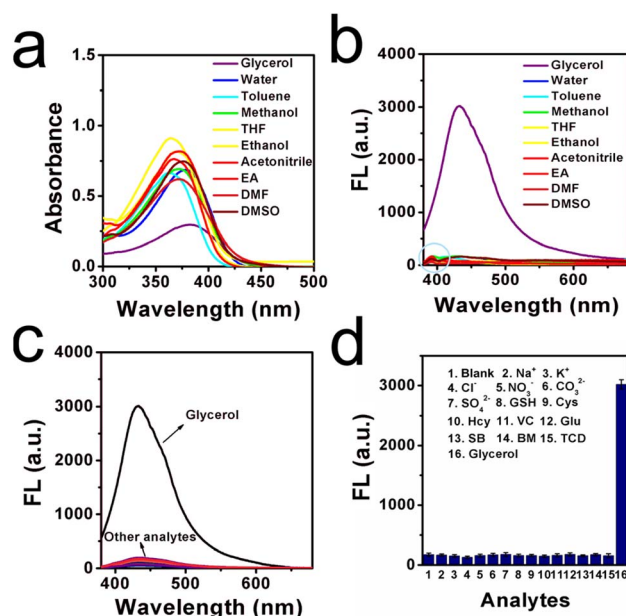 a
1.5
1.0
0.5
0.0
Absorbance
300 350 400 450 500
Wavelength (nm)
Glycerol
Water
Toluene
Methanol
THF
Ethanol
Acetonitrile
EA
DMF
DMSO
b
4000
3000
2000
1000
0
FL (a.u.)
400 500 600
Wavelength (nm)
Glycerol
Water
Toluene
Methanol
THF
Ethanol
Acetonitrile
EA
DMF
DMSO
c
4000
3000
2000
1000
0
FL (a.u.)
Glycerol
Other analytes
400 500 600
Wavelength (nm)
d
3000
2000
1000
0
FL (a.u.)
1. Blank 2. Na⁺ 3. K⁺
4. Cl⁻ 5. NO₃⁻ 6. CO₃²⁻
7. SO₄²⁻ 8. GSH 9. Cys
10. Hcy 11. VC 12. Glu
13. SB 14. BM 15. TCD
16. Glycerol
1 2 3 4 5 6 7 8 9 10 11 12 13 14 15 16
Analytes